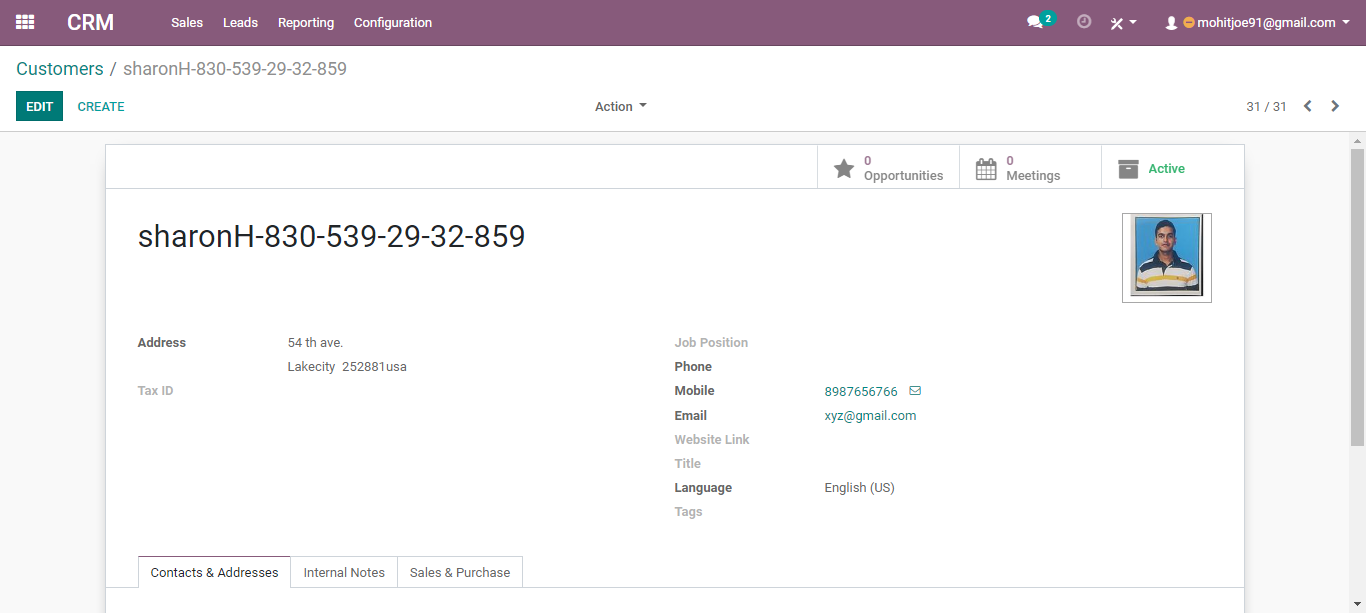 CRM Sales Leads Reporting Configuration 2 mohitjoe91@gmail.com
Customers / sharonH-830-539-29-32-859
EDIT CREATE Action 31 / 31
0 Opportunities 0 Meetings Active
sharonH-830-539-29-32-859
Address 54 th ave.
Lakecity 252881usa
Tax ID
Job Position
Phone
Mobile 8987656766
Email xyz@gmail.com
Website Link
Title
Language English (US)
Tags
Contacts & Addresses Internal Notes Sales & Purchase